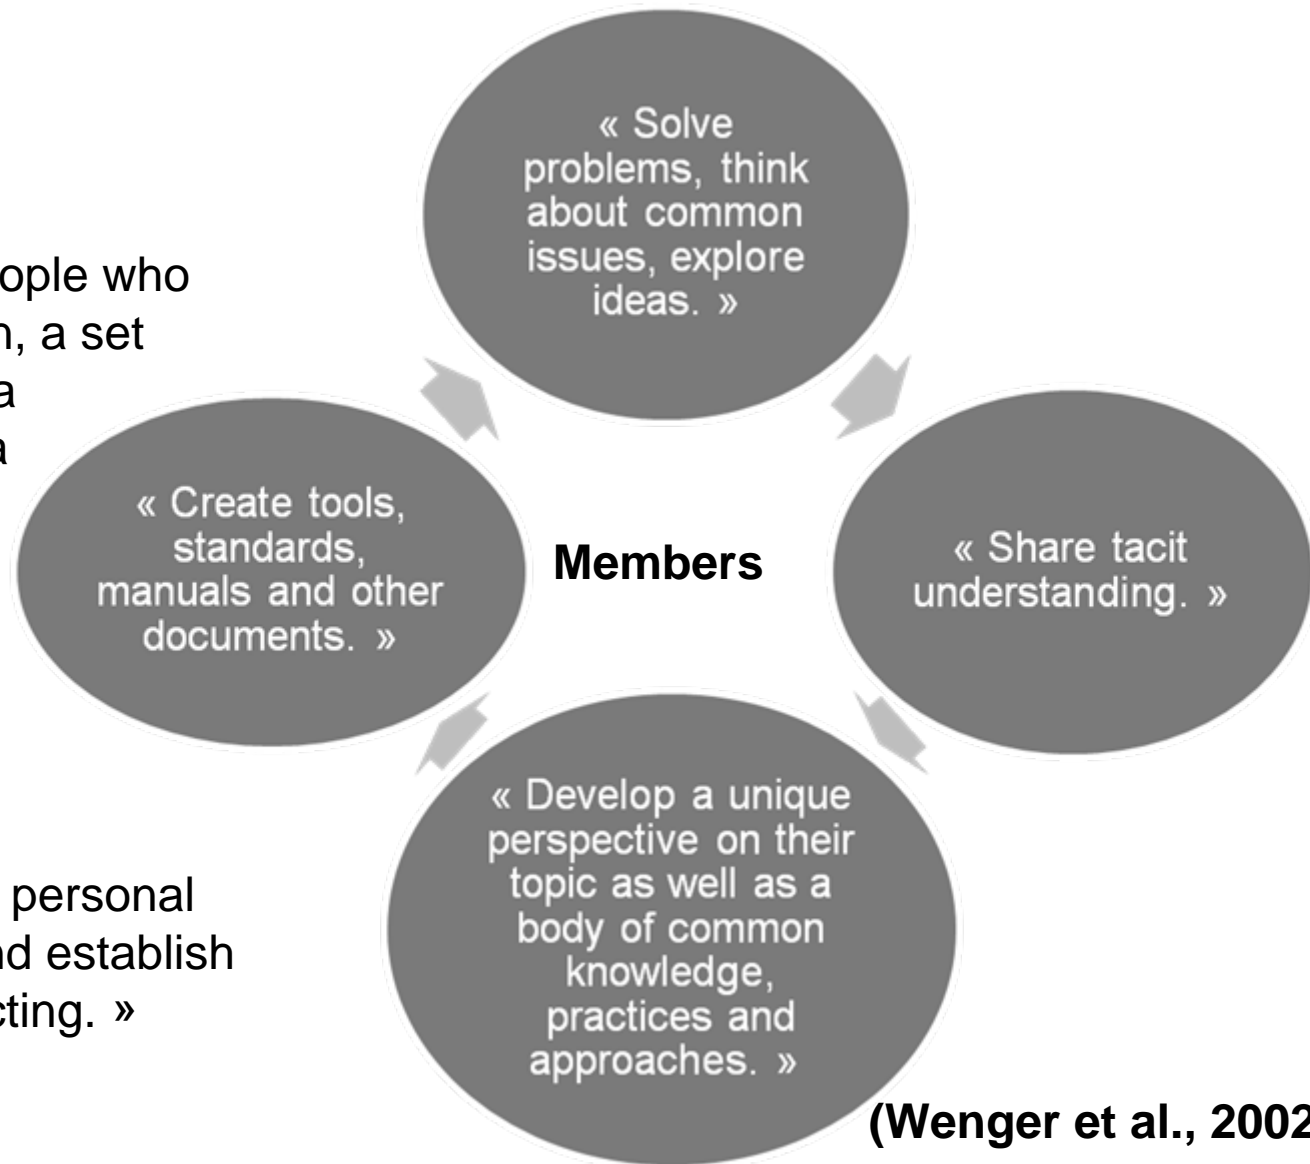 « Solve
problems, think
about common
issues, explore
ideas. »
ople who
, a set
a
a
« Create tools,
standards,
manuals and other
documents. »
Members
« Share tacit
understanding. »
« Develop a unique
perspective on their
topic as well as a
body of common
knowledge,
practices and
approaches. »
personal
nd establish
cting. »
(Wenger et al., 2002